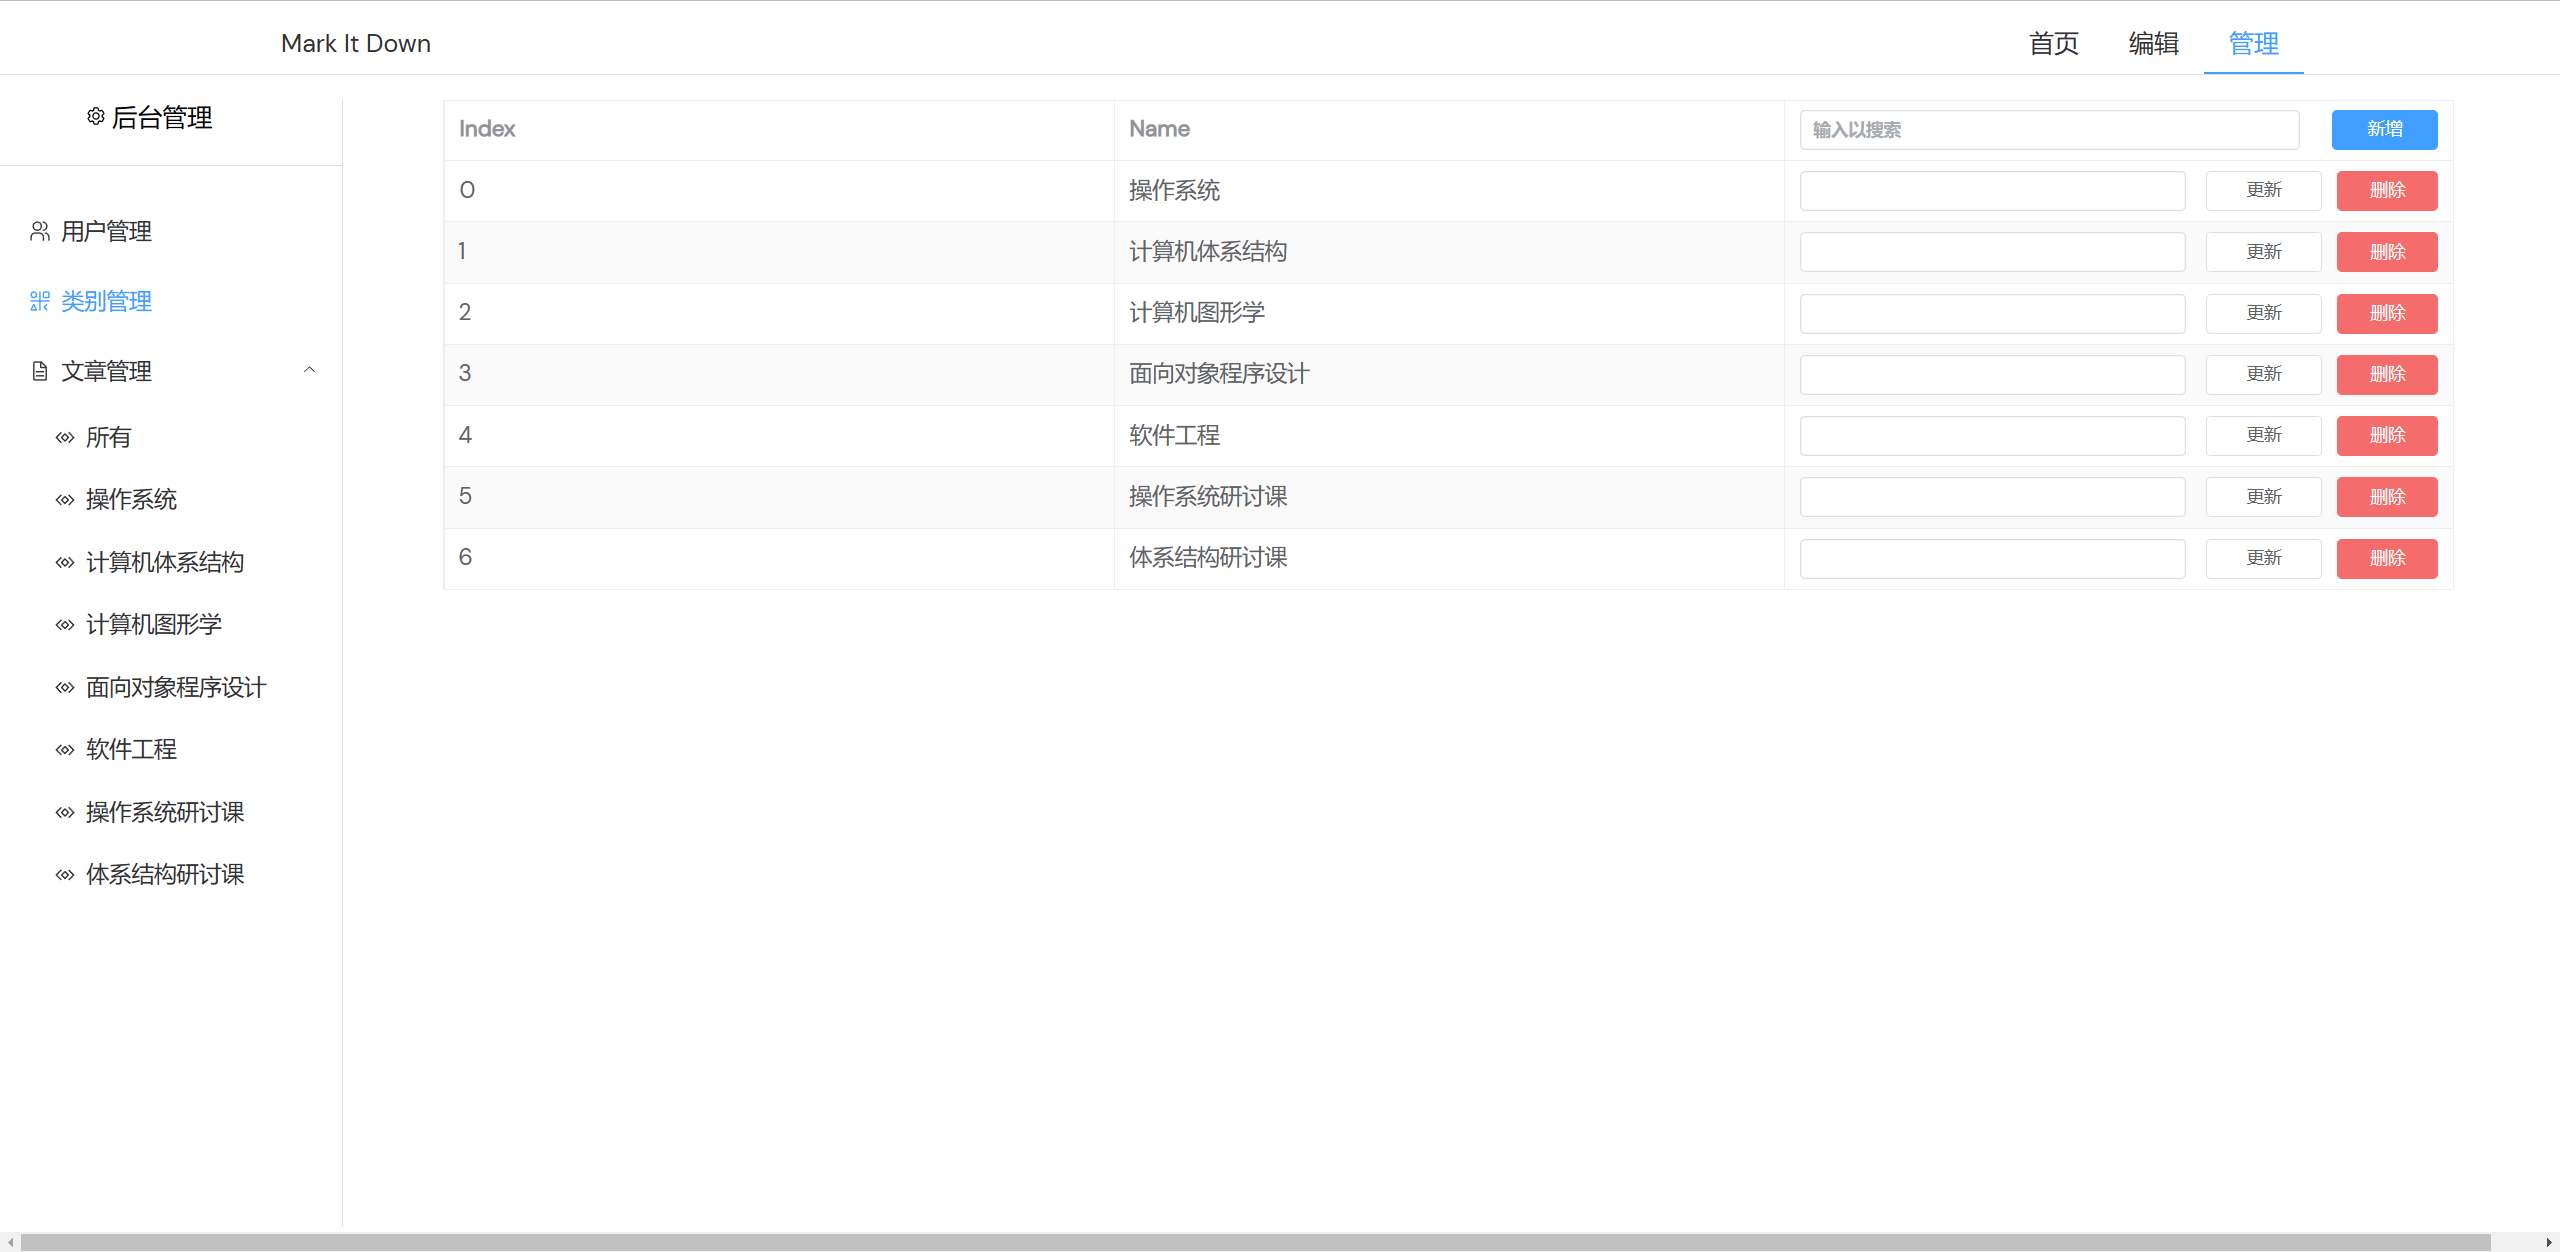 Mark It Down
首页 编辑 管理
后台管理
用户管理
类别管理
文章管理
所有
操作系统
计算机体系结构
计算机图形学
面向对象程序设计
软件工程
操作系统研讨课
体系结构研讨课
Index Name 输入以搜索 新增
0 操作系统 更新 删除
1 计算机体系结构 更新 删除
2 计算机图形学 更新 删除
3 面向对象程序设计 更新 删除
4 软件工程 更新 删除
5 操作系统研讨课 更新 删除
6 体系结构研讨课 更新 删除